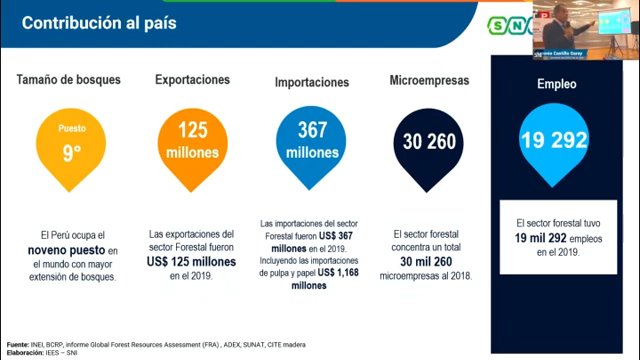 Contribución al país
SN
Tamaño de bosques
Puesto
9°
El Perú ocupa el
noveno puesto en
el mundo con mayor
extensión de bosques.
Exportaciones
125
millones
Las exportaciones del
sector Forestal fueron
US$ 125 millones
en el 2019.
Importaciones
367
millones
Las importaciones del sector
Forestal fueron US$ 367
millones en el 2019.
Incluyendo las importaciones
de pulpa y papel US$ 1,168
millones
Microempresas
30 260
El sector forestal
concentra un total
30 mil 260
microempresas al 2018.
Empleo
19 292
El sector forestal tuvo
19 mil 292 empleos
en el 2019.
Castillo Garay
Fuente: INEI, BCRP, informe Global Forest Resources Assessment (FRA) , ADEX, SUNAT, CITE madera
Elaboración: IEES – SNI